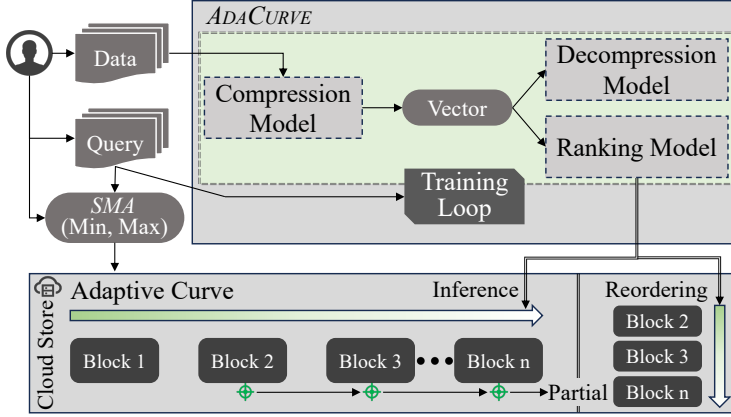 ADACURVE
Data
Compression
Model
Vector
Decompression
Model
Ranking Model
Query
Training
Loop
SMA
(Min, Max)
Cloud Store
Adaptive Curve
Inference
Reordering
Block 1
Block 2
Block 3
Block n
Partial
Block 2
Block 3
Block n